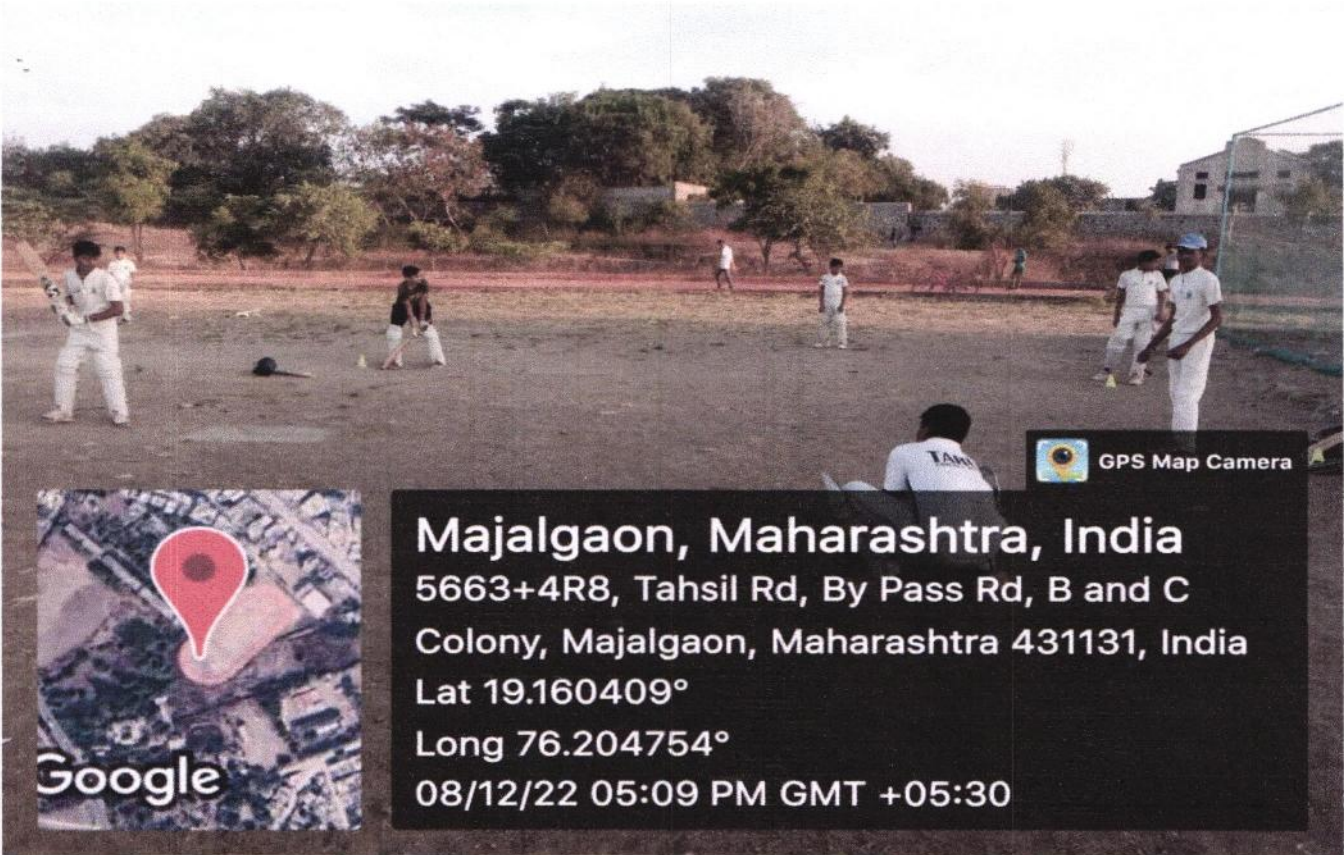 GPS Map Camera
Majalgaon, Maharashtra, India
5663+4R8, Tahsil Rd, By Pass Rd, B and C
Colony, Majalgaon, Maharashtra 431131, India
Lat 19.160409°
Long 76.204754°
08/12/22 05:09 PM GMT +05:30
Google